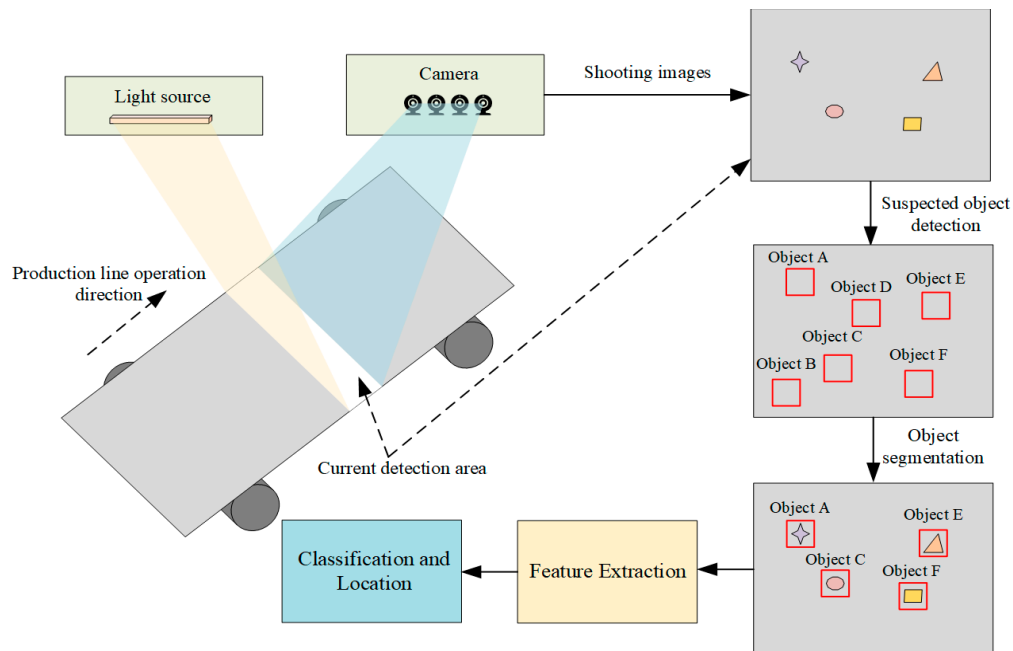 Light source
Camera
Shooting images
Production line operation
direction
Current detection area
Suspected object
detection
Object A
Object D
Object E
Object C
Object B
Object F
Object
segmentation
Object A
Object E
Object C
Object F
Feature Extraction
Classification and
Location